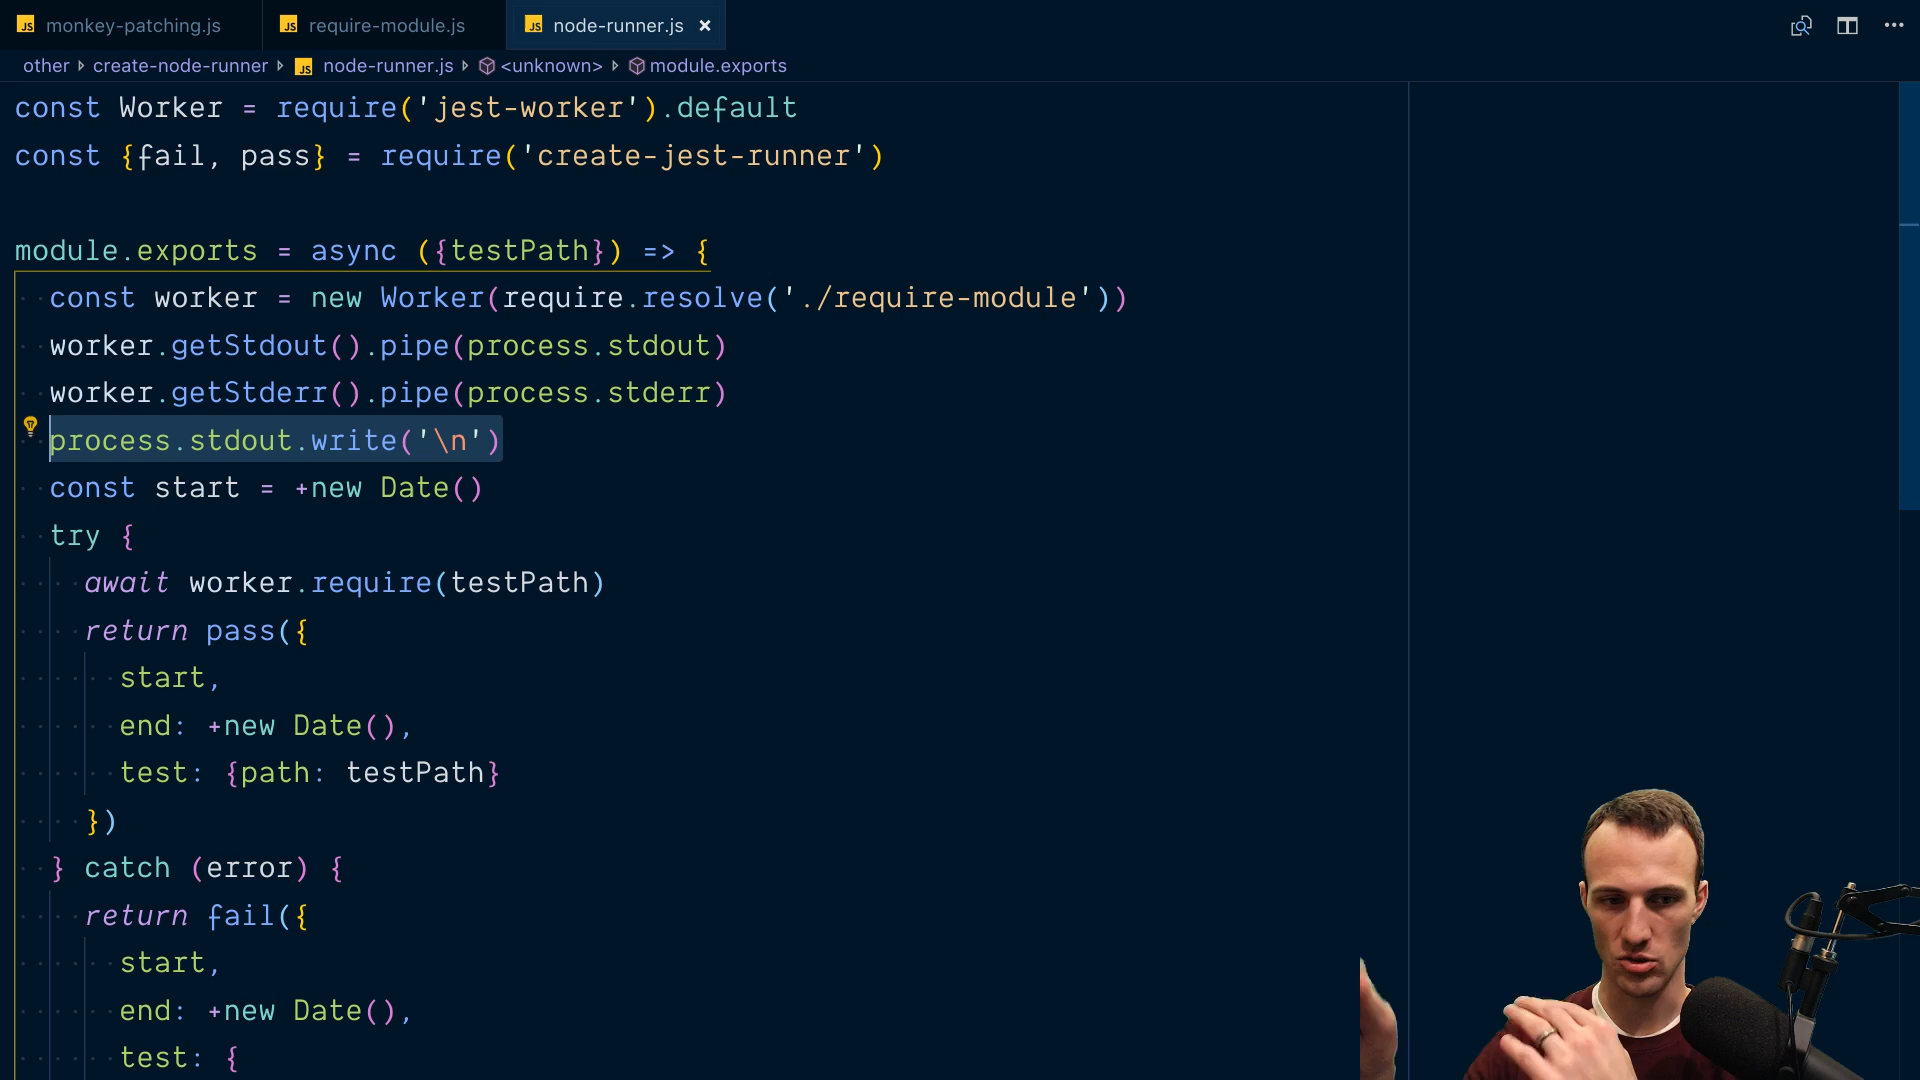 JS monkey-patching.js
JS require-module.js
JS node-runner.js
other create-node-runner JS node-runner.js <unknown> module.exports
const Worker = require('jest-worker').default
const {fail, pass} = require('create-jest-runner')
module.exports = async ({testPath}) => {
const worker = new Worker(require.resolve('./require-module'))
worker.getStdout().pipe(process.stdout)
worker.getStderr().pipe(process.stderr)
process.stdout.write('\n')
const start = +new Date()
try {
await worker.require(testPath)
return pass({
start,
end: +new Date(),
test: {path: testPath}
})
} catch (error) {
return fail({
start,
end: +new Date(),
test: {